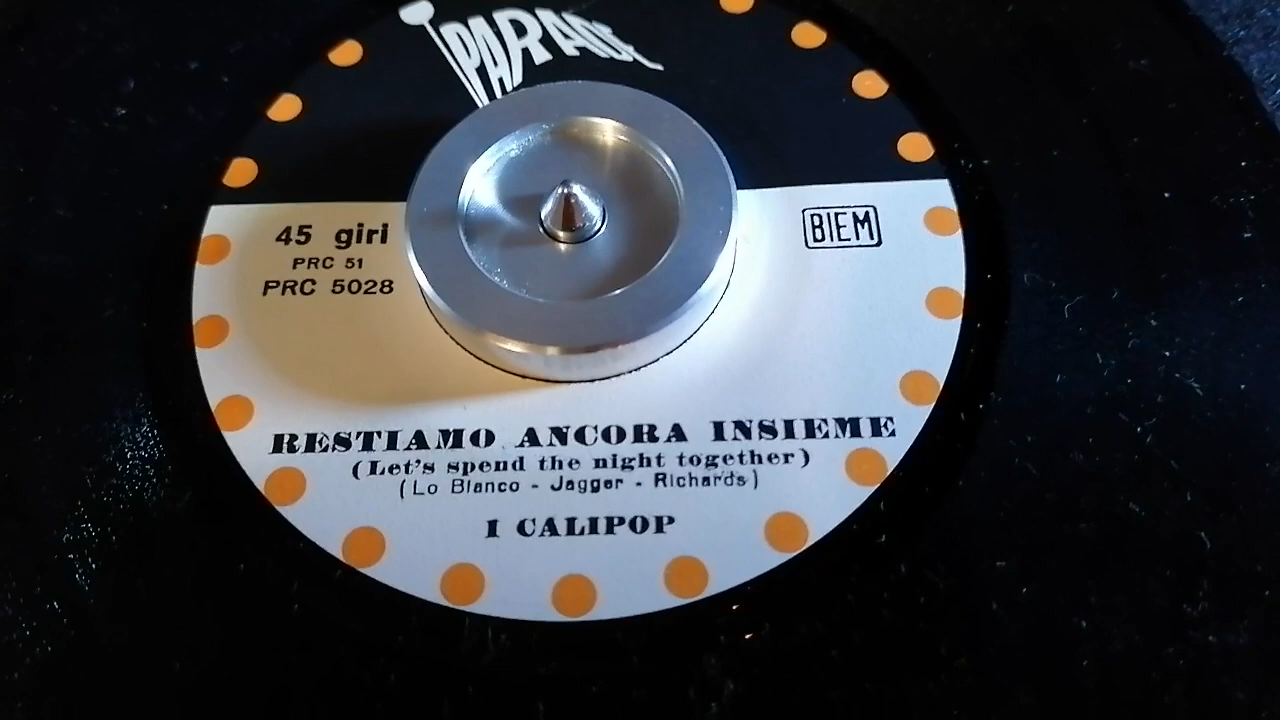 PARADE
45 giri
PRC 51
PRC 5028
BIEM
RESTIAMO ANCORA INSIEME
(Let's spend the night together)
(Lo Bianco - Jagger - Richards)
I CALIPOP